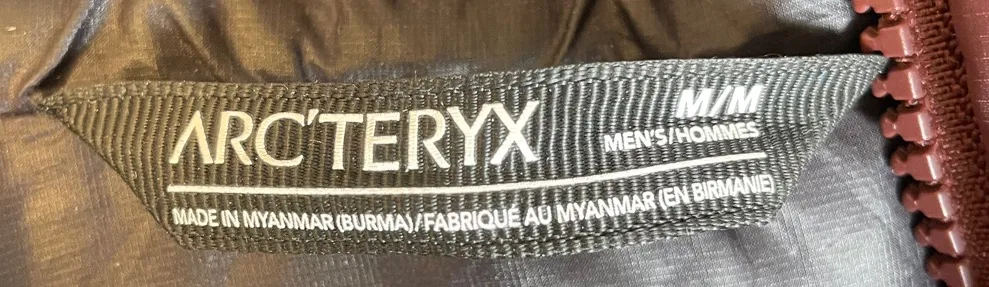 ARC'TERYX
M/M
MEN'S/HOMMES
MADE IN MYANMAR (BURMA)/FABRIQUÉ AU MYANMAR (EN BIRMANIE)